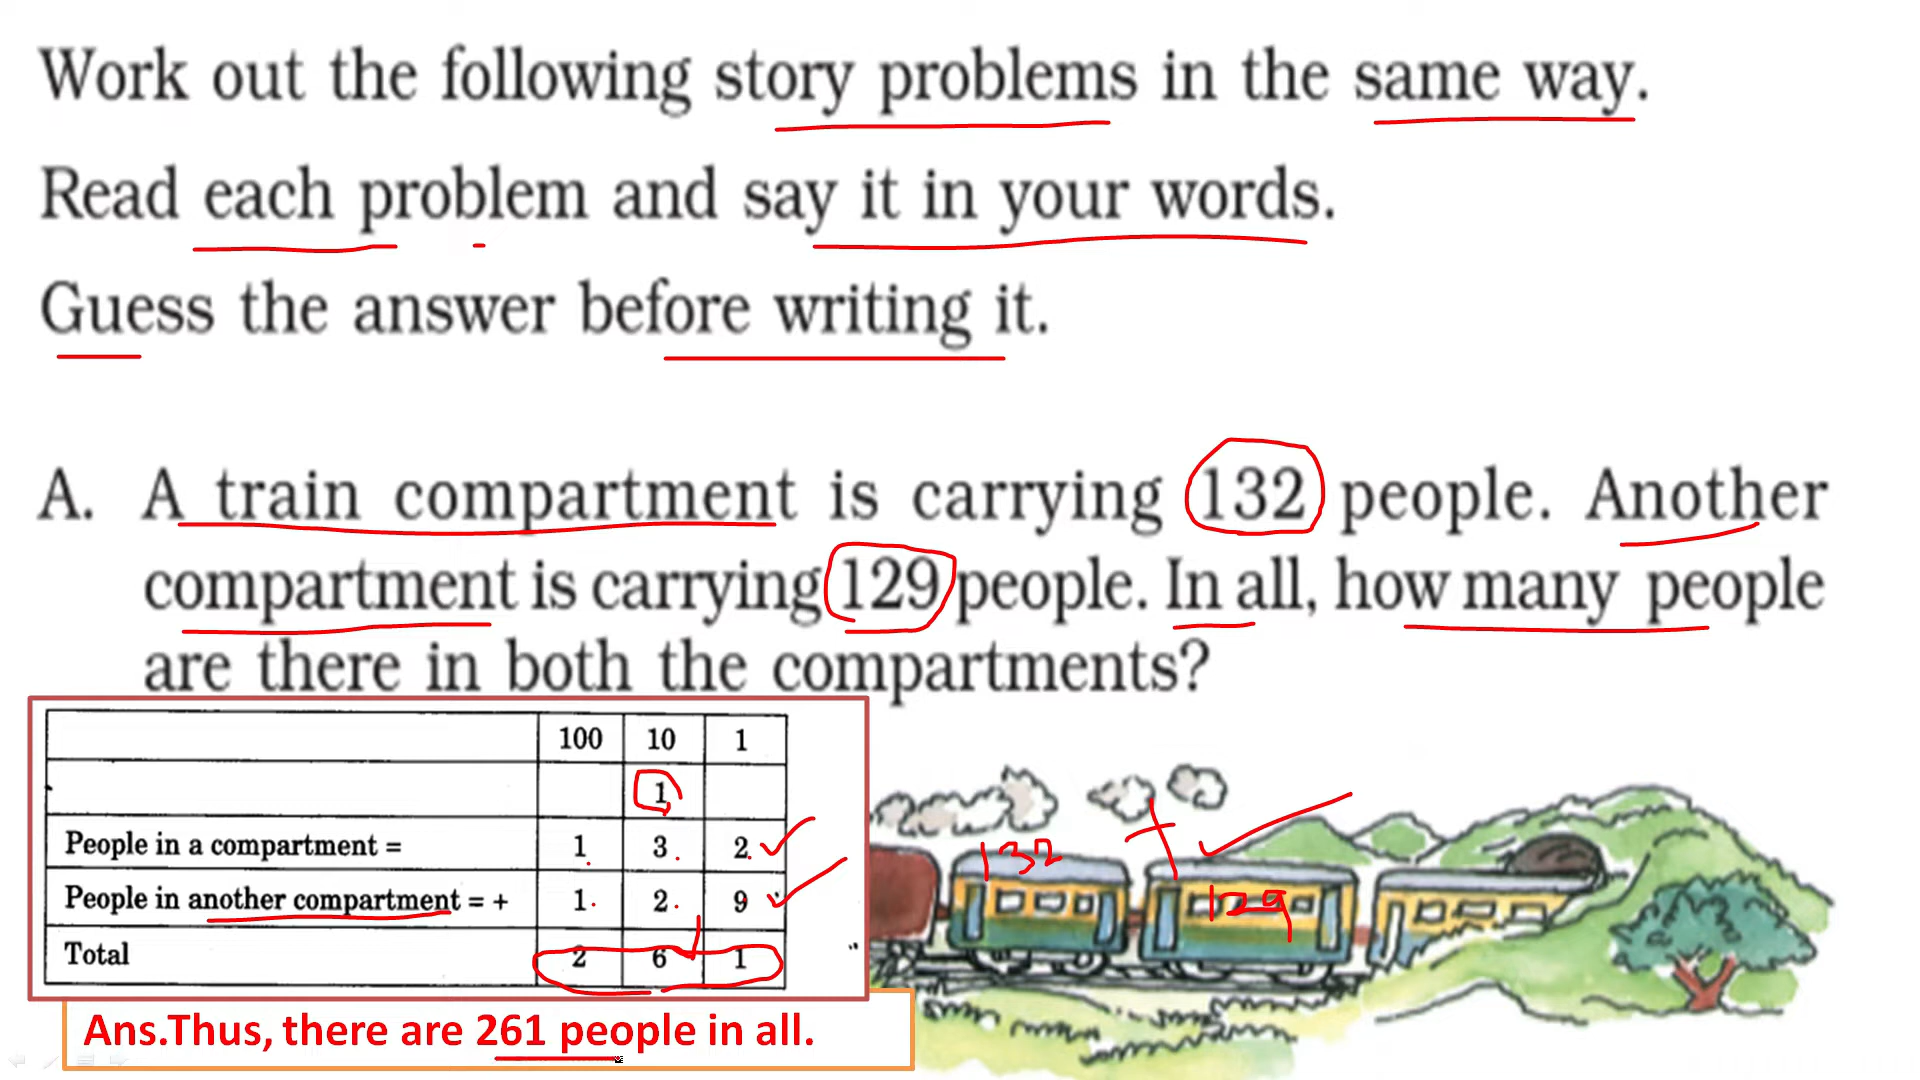 Work out the following story problems in the same way.
Read each problem and say it in your words.
Guess the answer before writing it.
A. A train compartment is carrying 132 people. Another
compartment is carrying 129 people. In all, how many people
are there in both the compartments?
100 10 1
1
People in a compartment = 1 3 2
People in another compartment = + 1 2 9
Total 2 6 1
132 + 129
Ans.Thus, there are 261 people in all.